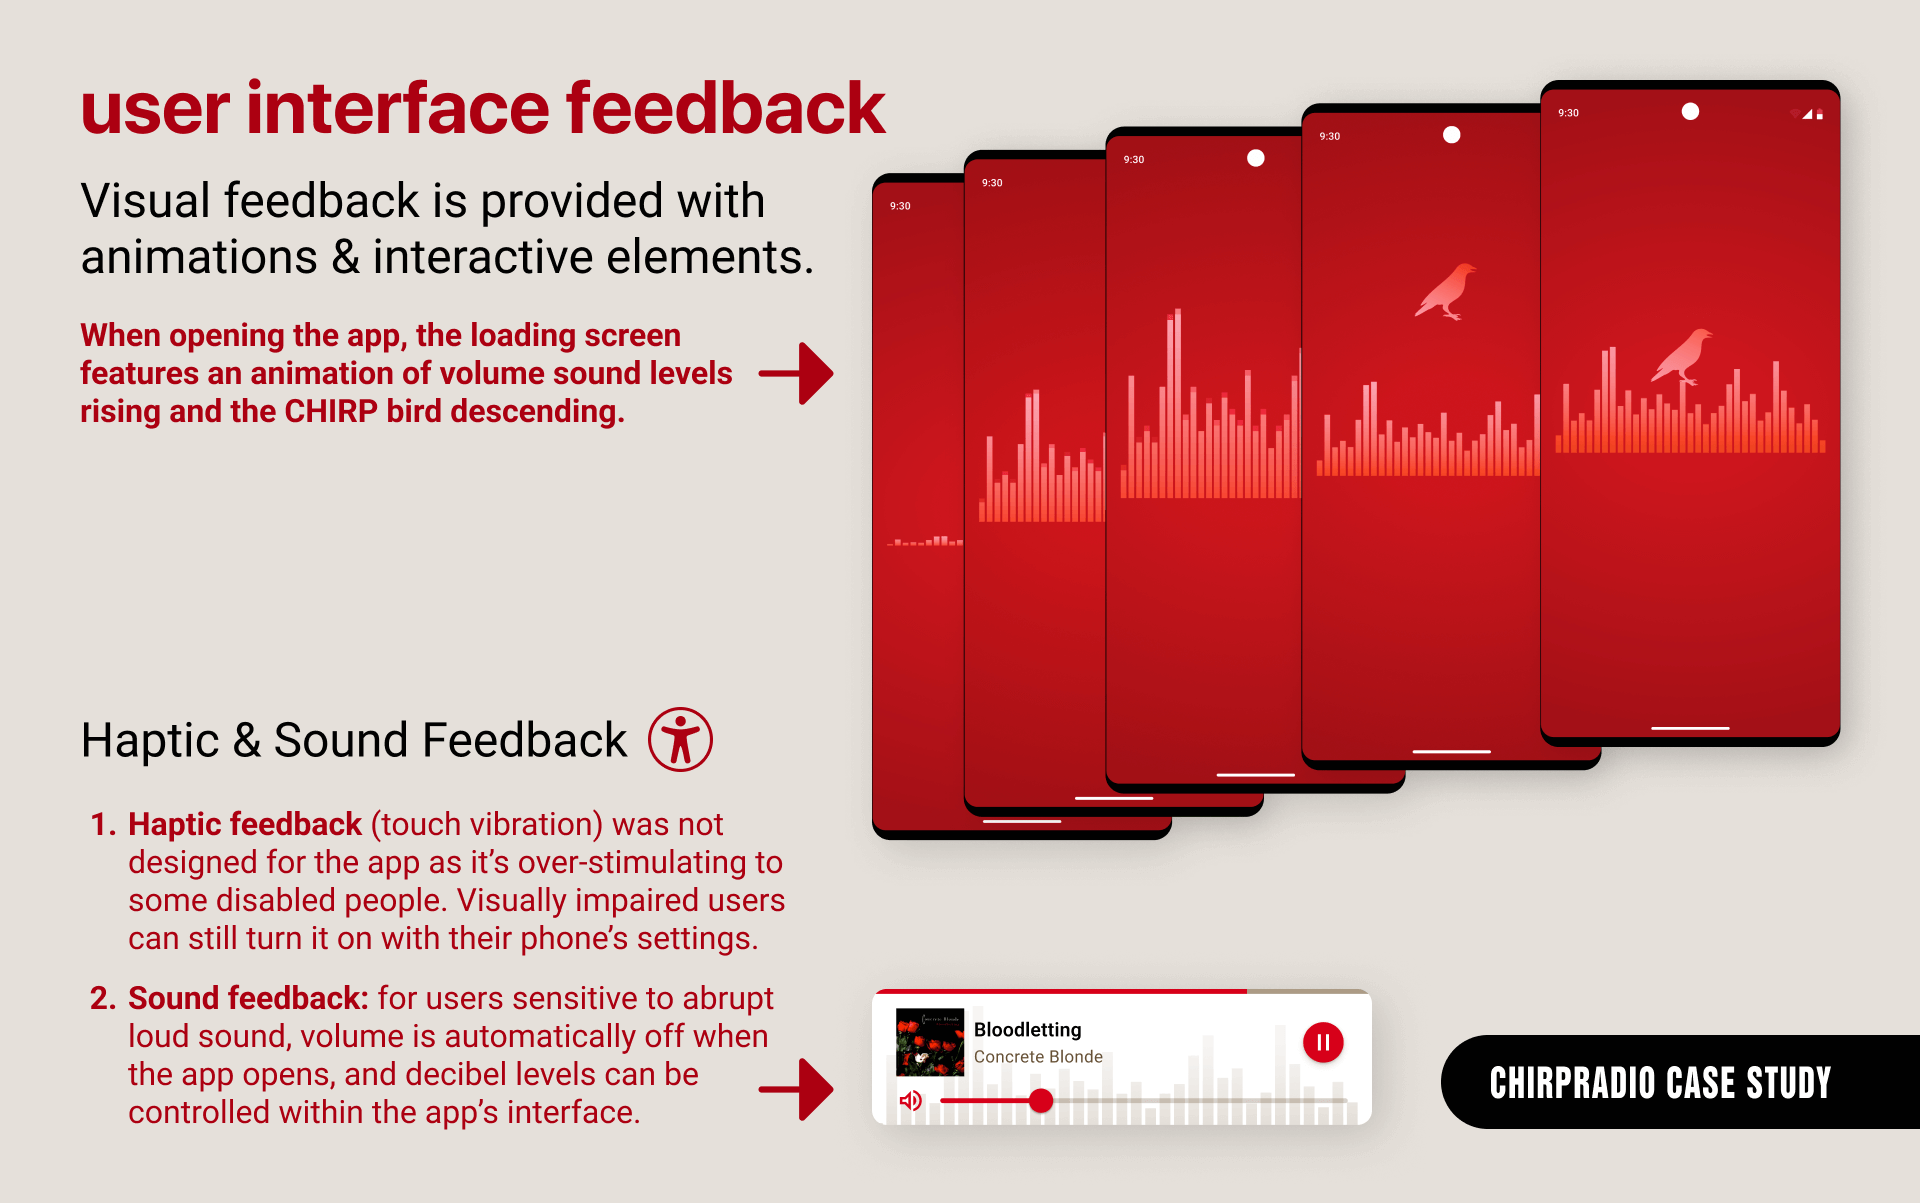 user interface feedback
Visual feedback is provided with
animations & interactive elements.
When opening the app, the loading screen
features an animation of volume sound levels
rising and the CHIRP bird descending.
9:30
9:30
9:30
9:30
9:30
Haptic & Sound Feedback
1. Haptic feedback (touch vibration) was not
designed for the app as it’s over-stimulating to
some disabled people. Visually impaired users
can still turn it on with their phone’s settings.
2. Sound feedback: for users sensitive to abrupt
loud sound, volume is automatically off when
the app opens, and decibel levels can be
controlled within the app’s interface.
Concrete Blonde
Bloodletting
Concrete Blonde
CHIRPRADIO CASE STUDY